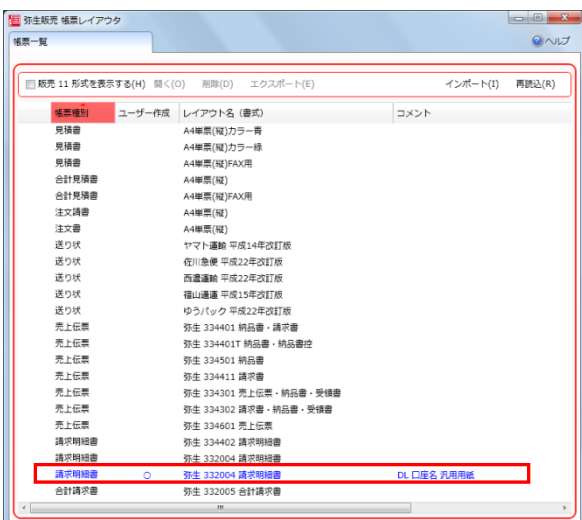 弥生販売 帳票レイアウタ
帳票一覧
ヘルプ
販売 11 形式を表示する(H) 開く(O) 削除(D) エクスポート(E) インポート(I) 再読込(R)
帳票種別 ユーザー作成 レイアウト名(書式) コメント
見積書 A4単票(縦)カラー青
見積書 A4単票(縦)カラー緑
見積書 A4単票(縦)FAX用
合計見積書 A4単票(縦)
合計見積書 A4単票(縦)FAX用
注文請書 A4単票(縦)
注文書 A4単票(縦)
送り状 ヤマト運輸 平成14年改訂版
送り状 佐川急便 平成22年改訂版
送り状 西濃運輸 平成22年改訂版
送り状 福山通運 平成15年改訂版
送り状 ゆうパック 平成22年改訂版
売上伝票 弥生 334401 納品書・請求書
売上伝票 弥生 334401T 納品書・納品書控
売上伝票 弥生 334501 納品書
売上伝票 弥生 334411 請求書
売上伝票 弥生 334301 売上伝票・納品書・受領書
売上伝票 弥生 334302 請求書・納品書・受領書
売上伝票 弥生 334601 売上伝票
請求明細書 弥生 334402 請求明細書
請求明細書 弥生 332004 請求明細書
請求明細書 ○ 弥生 332004 請求明細書 DL 口座名 汎用用紙
合計請求書 弥生 332005 合計請求書